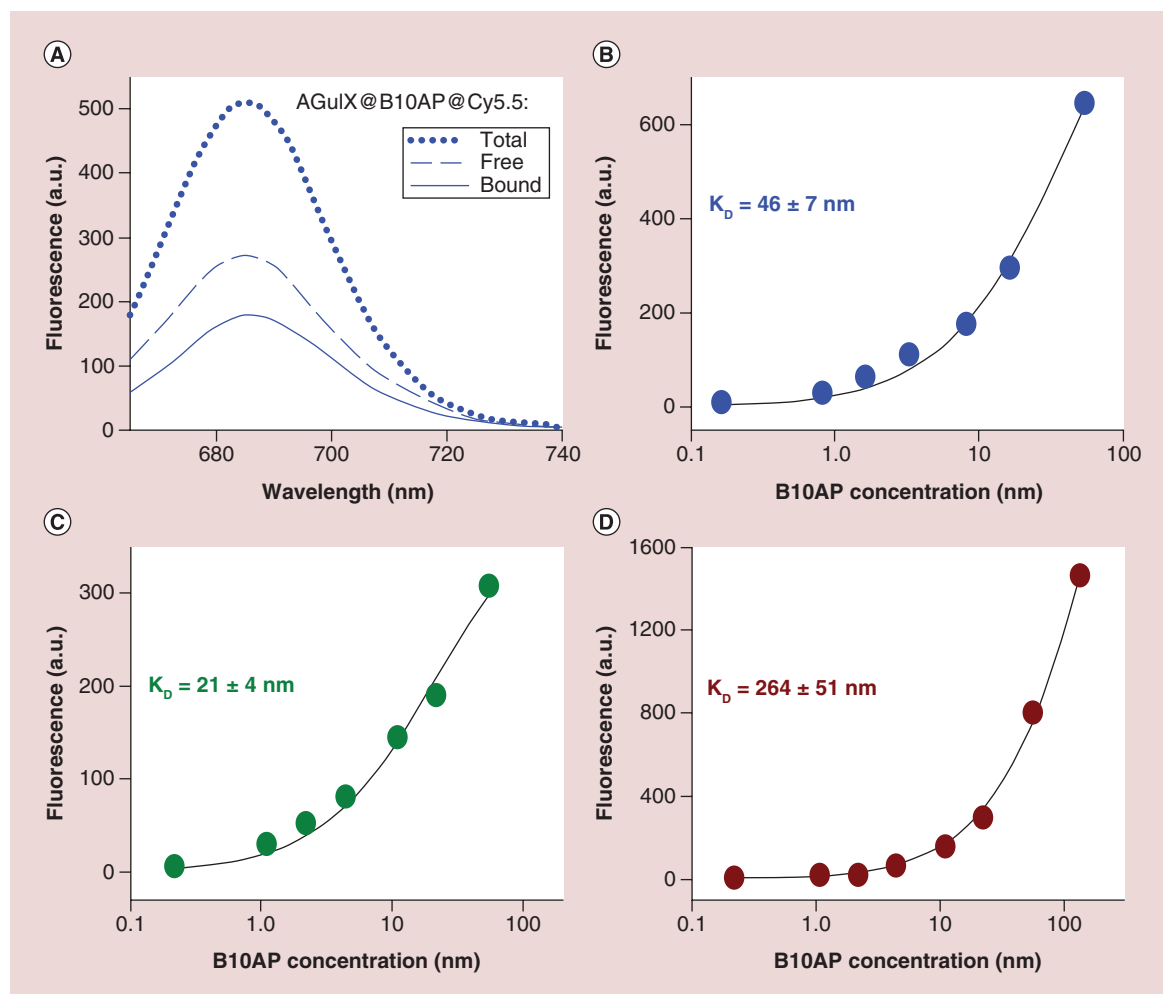 A
AGulX@B10AP@Cy5.5:
Total
Free
Bound
500
400
300
200
100
0
680
700
720
740
Fluorescence (a.u.)
Wavelength (nm)
B
K_D = 46 ± 7 nm
600
400
200
0
0.1
1.0
10
100
Fluorescence (a.u.)
B10AP concentration (nm)
C
K_D = 21 ± 4 nm
300
200
100
0
0.1
1.0
10
100
Fluorescence (a.u.)
B10AP concentration (nm)
D
K_D = 264 ± 51 nm
1600
1200
800
400
0
0.1
1.0
10
100
Fluorescence (a.u.)
B10AP concentration (nm)